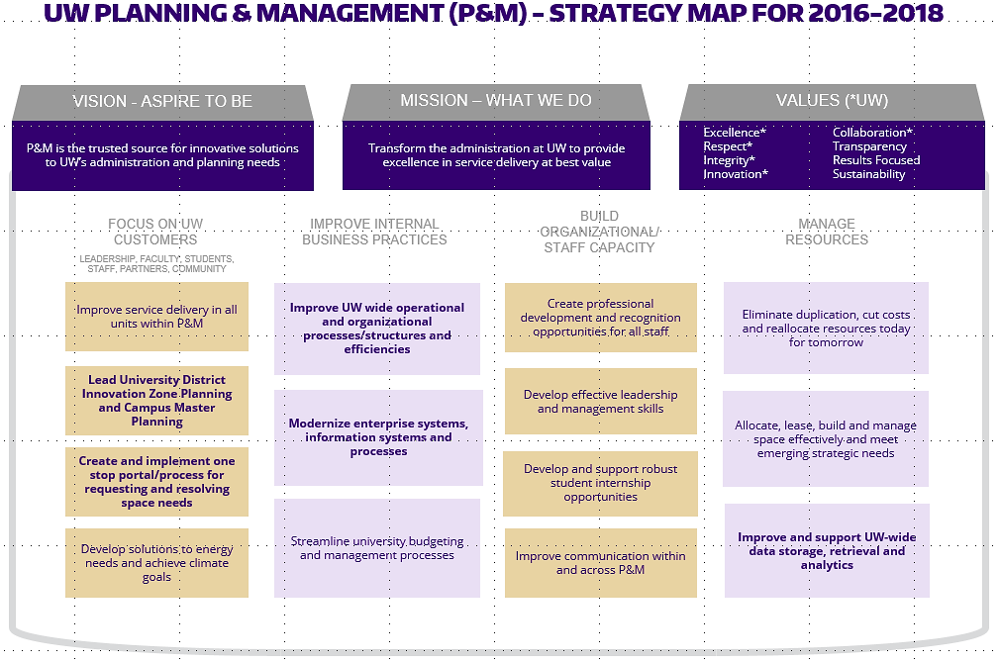 UW PLANNING & MANAGEMENT (P&M) – STRATEGY MAP FOR 2016–2018
VISION - ASPIRE TO BE
P&M is the trusted source for innovative solutions
to UW's administration and planning needs
MISSION – WHAT WE DO
Transform the administration at UW to provide
excellence in service delivery at best value
VALUES (*UW)
Excellence*
Respect*
Integrity*
Innovation*
Collaboration*
Transparency
Results Focused
Sustainability
FOCUS ON UW
CUSTOMERS
LEADERSHIP, FACULTY, STUDENTS,
STAFF, PARTNERS, COMMUNITY
Improve service delivery in all
units within P&M
Lead University District
Innovation Zone Planning
and Campus Master
Planning
Create and implement one
stop portal/process for
requesting and resolving
space needs
Develop solutions to energy
needs and achieve climate
goals
IMPROVE INTERNAL
BUSINESS PRACTICES
Improve UW wide operational
and organizational
processes/structures and
efficiencies
Modernize enterprise systems,
information systems and
processes
Streamline university budgeting
and management processes
BUILD
ORGANIZATIONAL/
STAFF CAPACITY
Create professional
development and recognition
opportunities for all staff
Develop effective leadership
and management skills
Develop and support robust
student internship
opportunities
Improve communication within
and across P&M
MANAGE
RESOURCES
Eliminate duplication, cut costs
and reallocate resources today
for tomorrow
Allocate, lease, build and manage
space effectively and meet
emerging strategic needs
Improve and support UW-wide
data storage, retrieval and
analytics